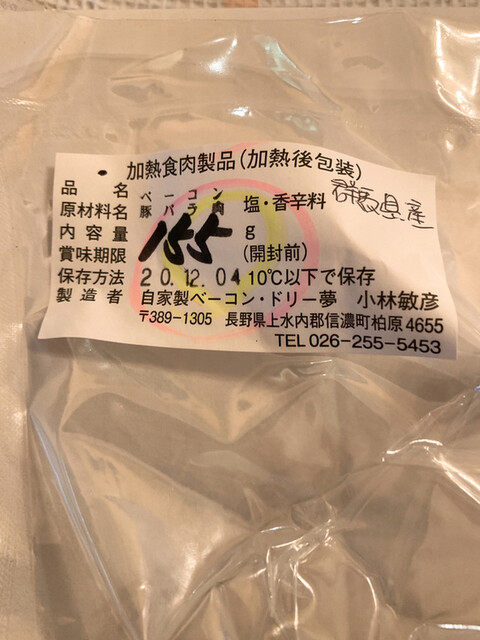 加熱食肉製品(加熱後包装)
品名 ベーコン
原材料名 豚バラ肉 塩・香辛料 群馬県産
内容量 155 g
賞味期限 (開封前)
保存方法 20.12.04 10℃以下で保存
製造者 自家製ベーコン・ドリー夢 小林敏彦
〒389-1305 長野県上水内郡信濃町柏原4655
TEL 026-255-5453